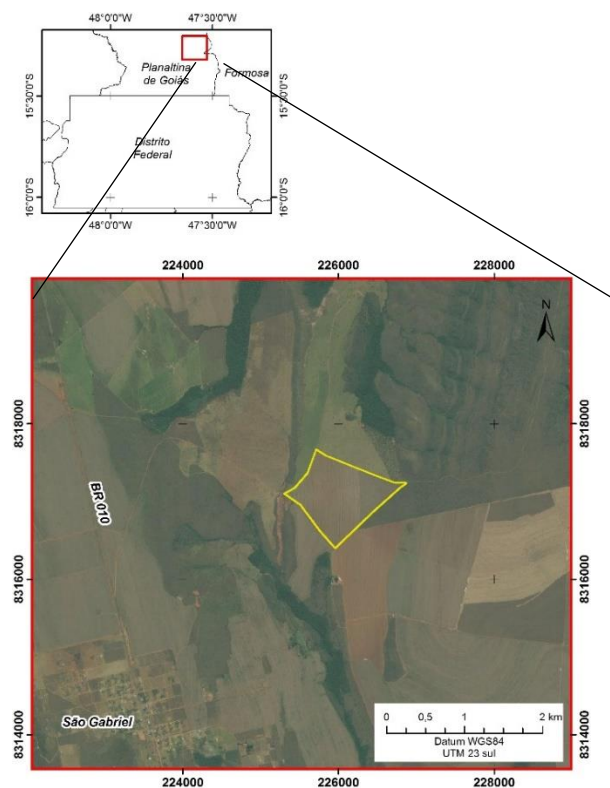 48°0'0"W 47°30'0"W
Planaltina
de Goiás
Formosa
15°30'0"S 15°30'0"S
Distrito
Federal
16°0'0"S 16°0'0"S
48°0'0"W 47°30'0"W
224000 226000 228000
N
8318000 8318000
BR 010
8316000 8316000
São Gabriel
0 0,5 1 2 km
Datum WGS84
UTM 23 sul
8314000 8314000
224000 226000 228000